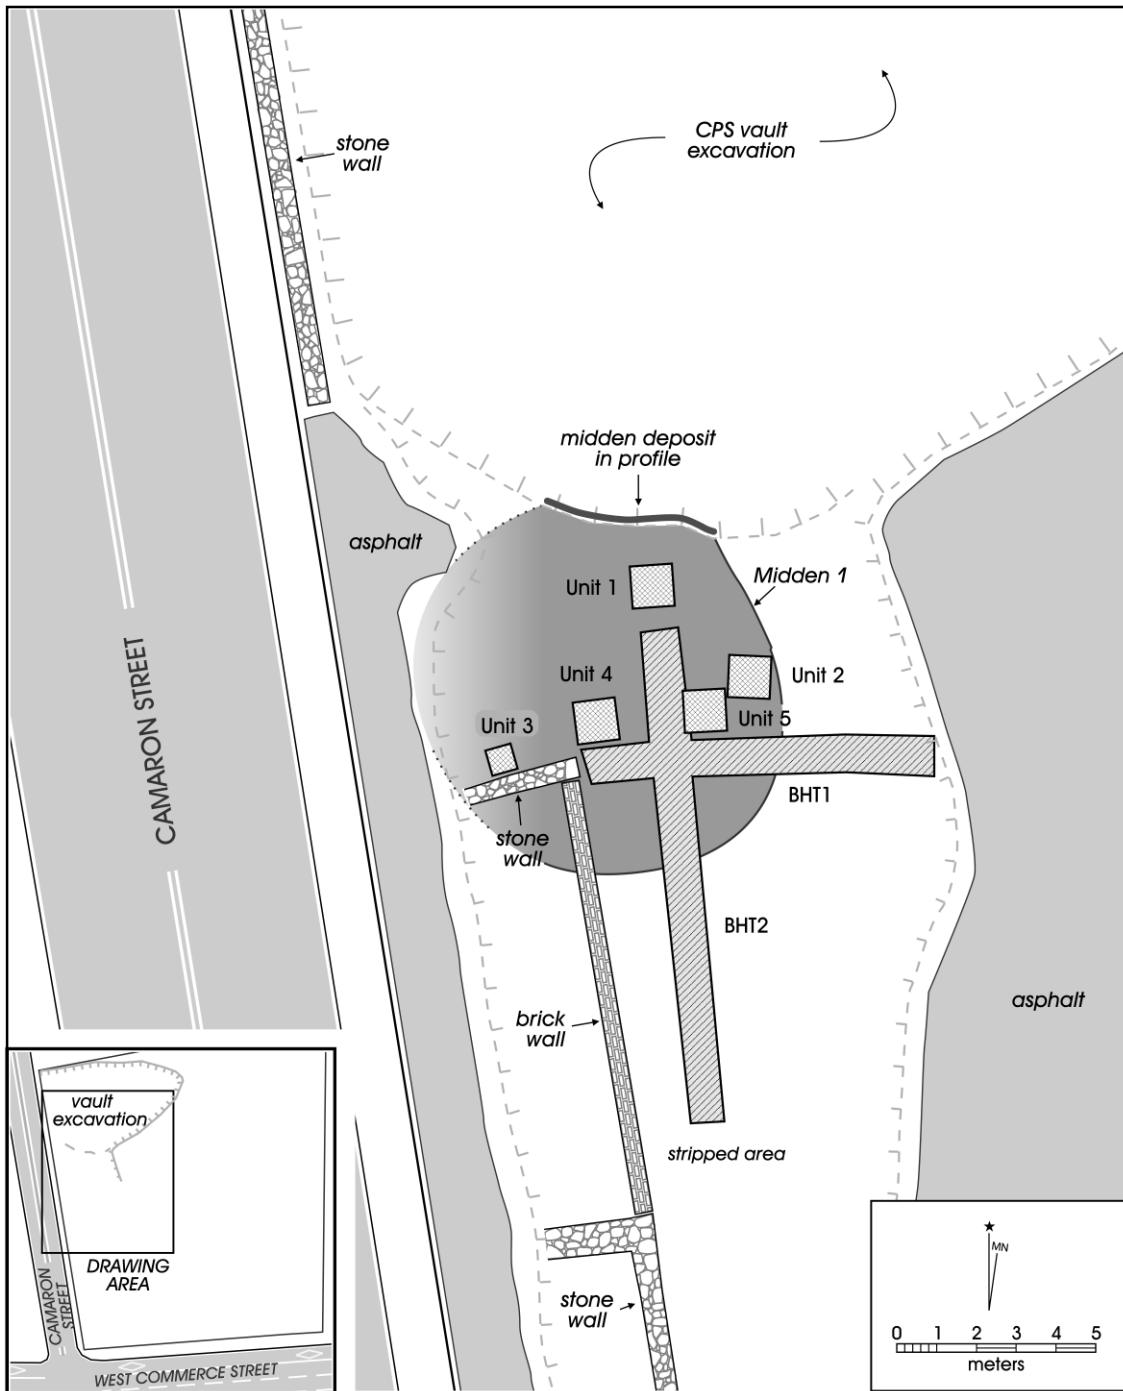 stone
wall
CPS vault
excavation
midden deposit
in profile
asphalt
Unit 1
Midden 1
Unit 4
Unit 2
Unit 3
Unit 5
CAMARON STREET
BHT1
stone
wall
BHT2
asphalt
brick
wall
stripped area
stone
wall
vault
excavation
DRAWING
AREA
CAMARON
STREET
WEST COMMERCE STREET
MN
0 1 2 3 4 5
meters